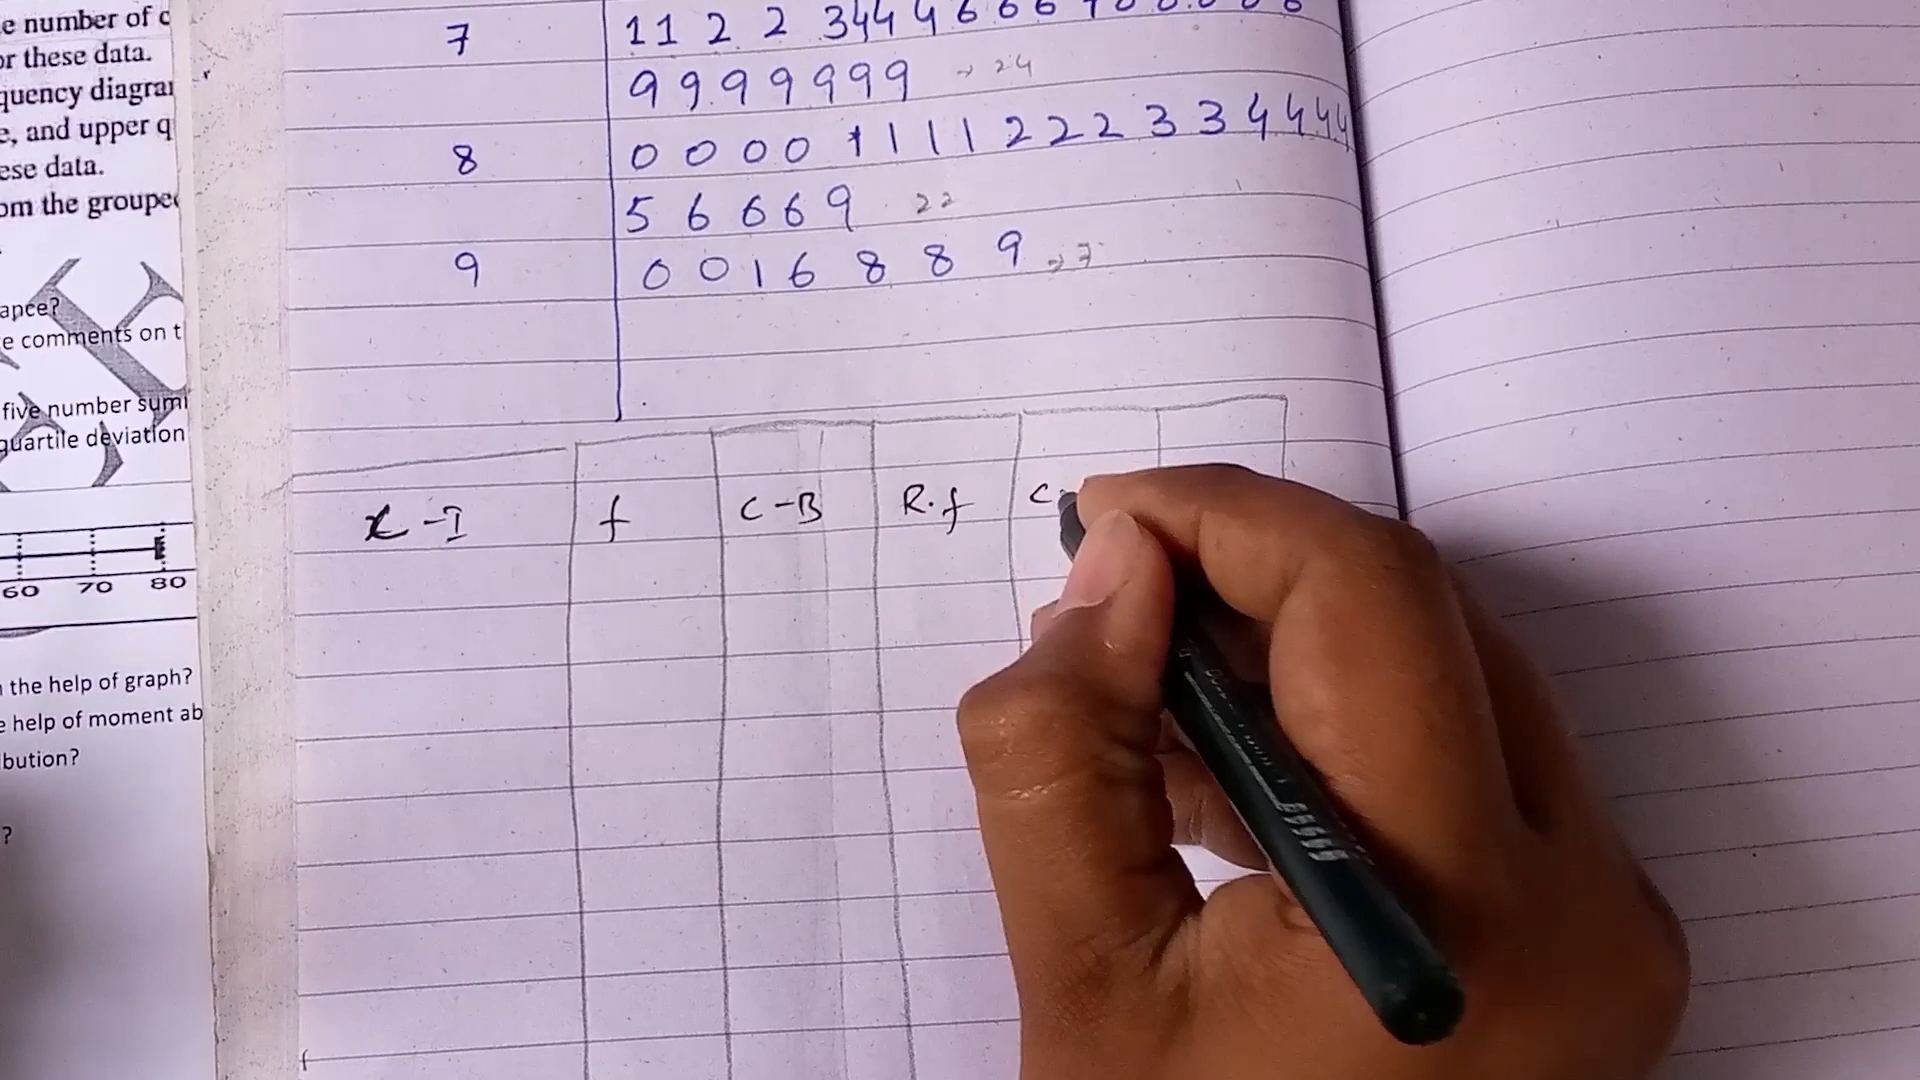 e number of c
or these data.
quency diagra
e, and upper q
ese data.
om the groupe
ance?
e comments on t
five number sum
quartile deviation
60 70 80
the help of graph?
e help of moment ab
bution?
?
7 1 1 2 2 3 4 4 4 6 6 6
9 9 9 9 9 9 9 → 24
8 0 0 0 0 1 1 1 1 2 2 2 3 3 4 4 4 4
5 6 6 6 9 22
9 0 0 1 6 8 8 9 → 7
C-I f C-B R.f C